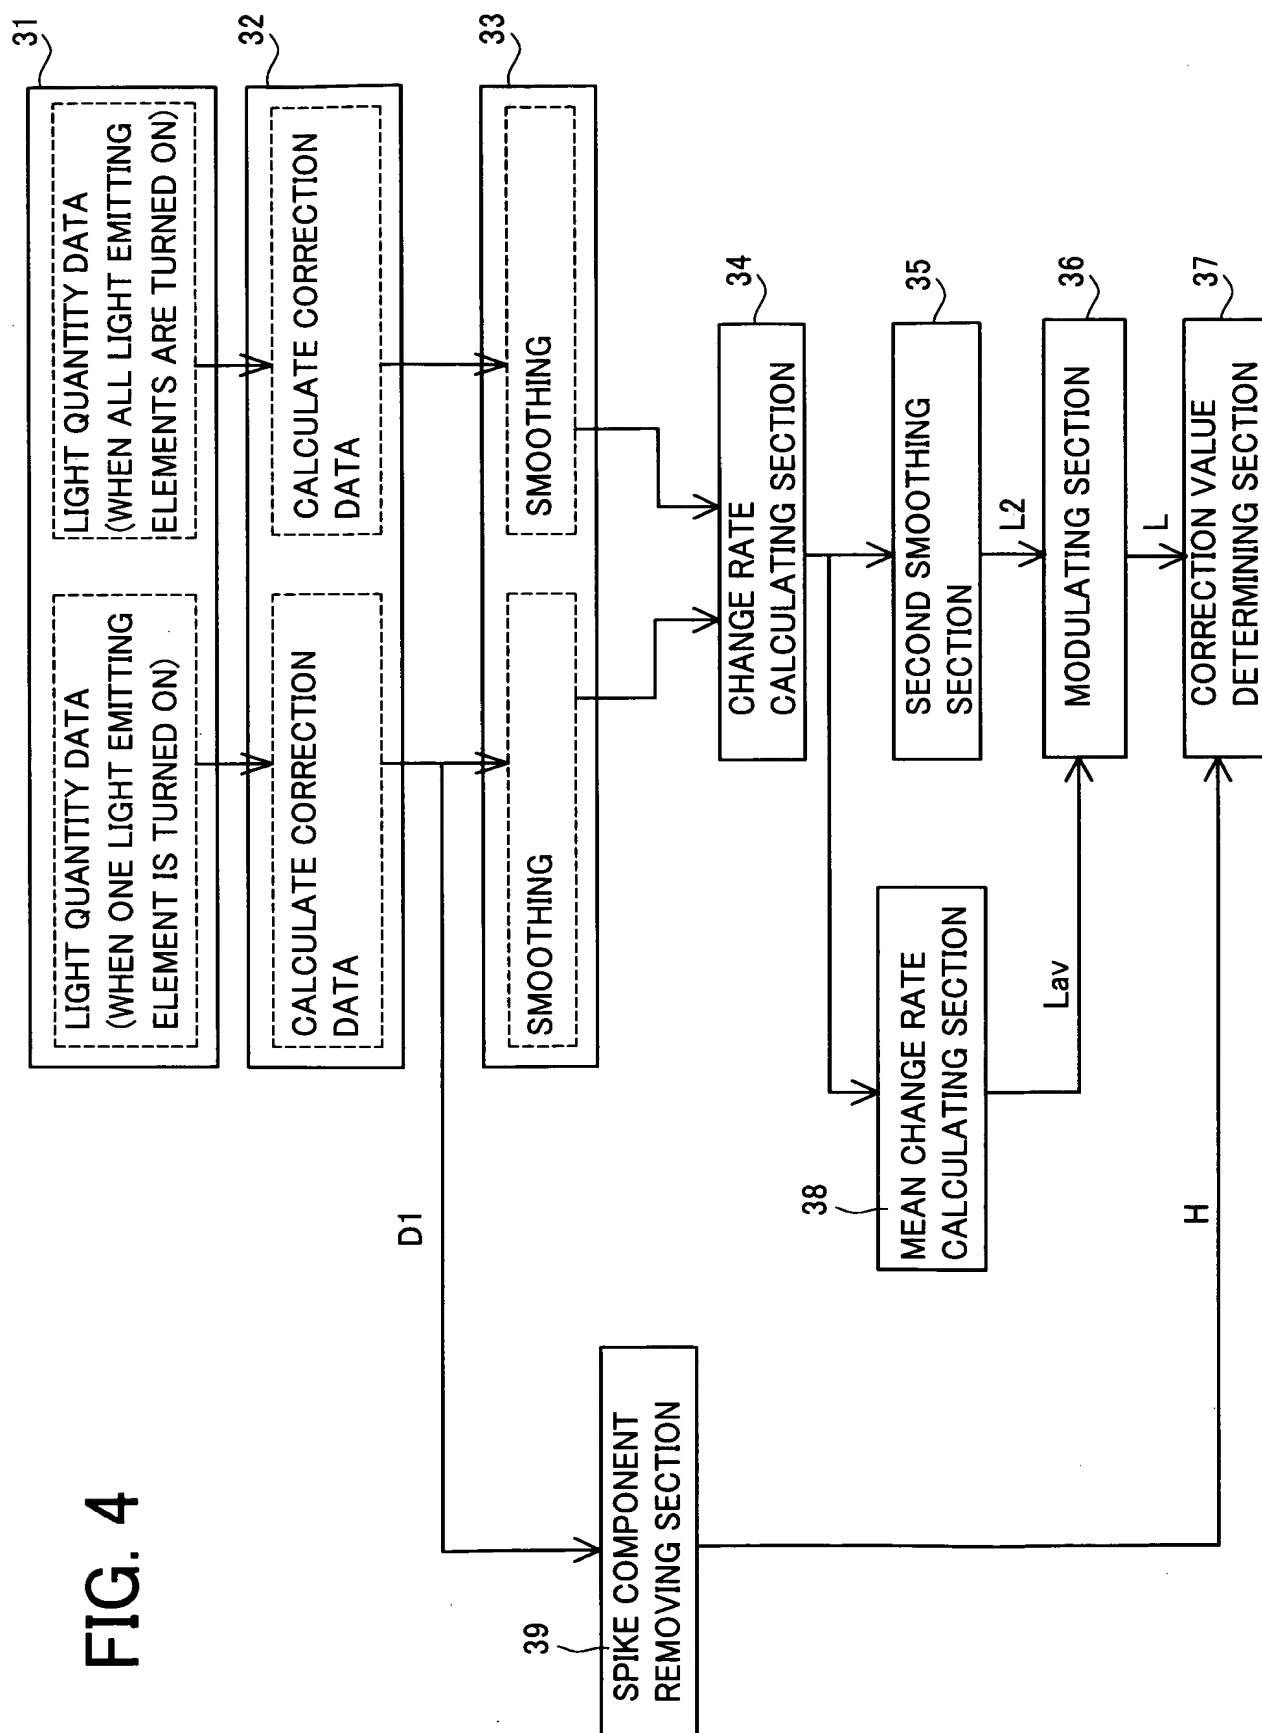 FIG. 4
31
LIGHT QUANTITY DATA
(WHEN ONE LIGHT EMITTING
ELEMENT IS TURNED ON)
LIGHT QUANTITY DATA
(WHEN ALL LIGHT EMITTING
ELEMENTS ARE TURNED ON)
32
CALCULATE CORRECTION
DATA
CALCULATE CORRECTION
DATA
D1
33
SMOOTHING
SMOOTHING
39
SPIKE COMPONENT
REMOVING SECTION
34
CHANGE RATE
CALCULATING SECTION
38
MEAN CHANGE RATE
CALCULATING SECTION
35
SECOND SMOOTHING
SECTION
L2
Lav
36
MODULATING SECTION
L
H
37
CORRECTION VALUE
DETERMINING SECTION